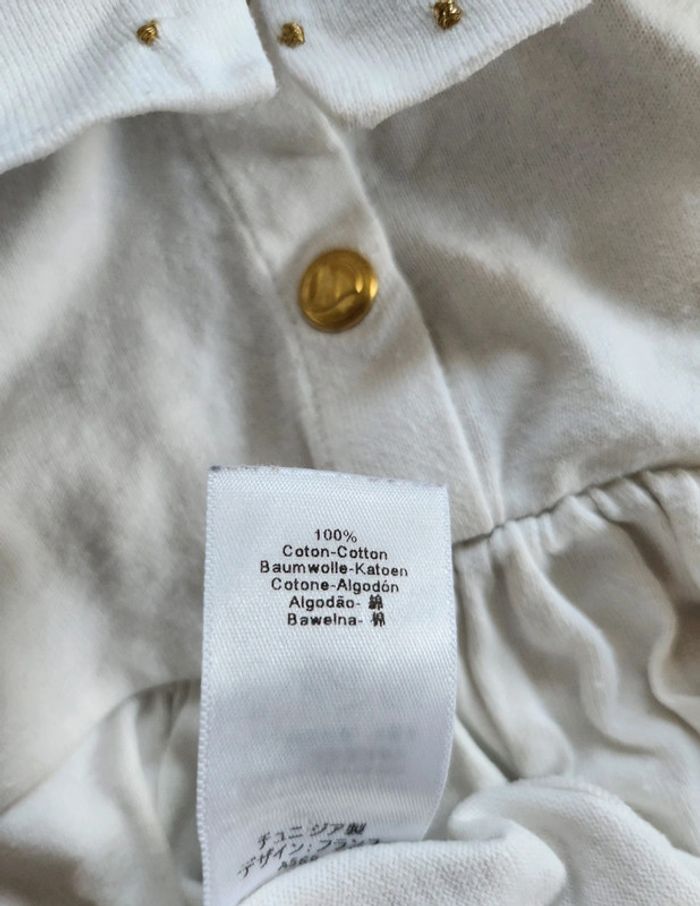 100%
Coton-Cotton
Baumwolle-Katoen
Cotone-Algodón
Algodão- 綿
Bawełna- 棉
チュニジア製
デザイン: フランス